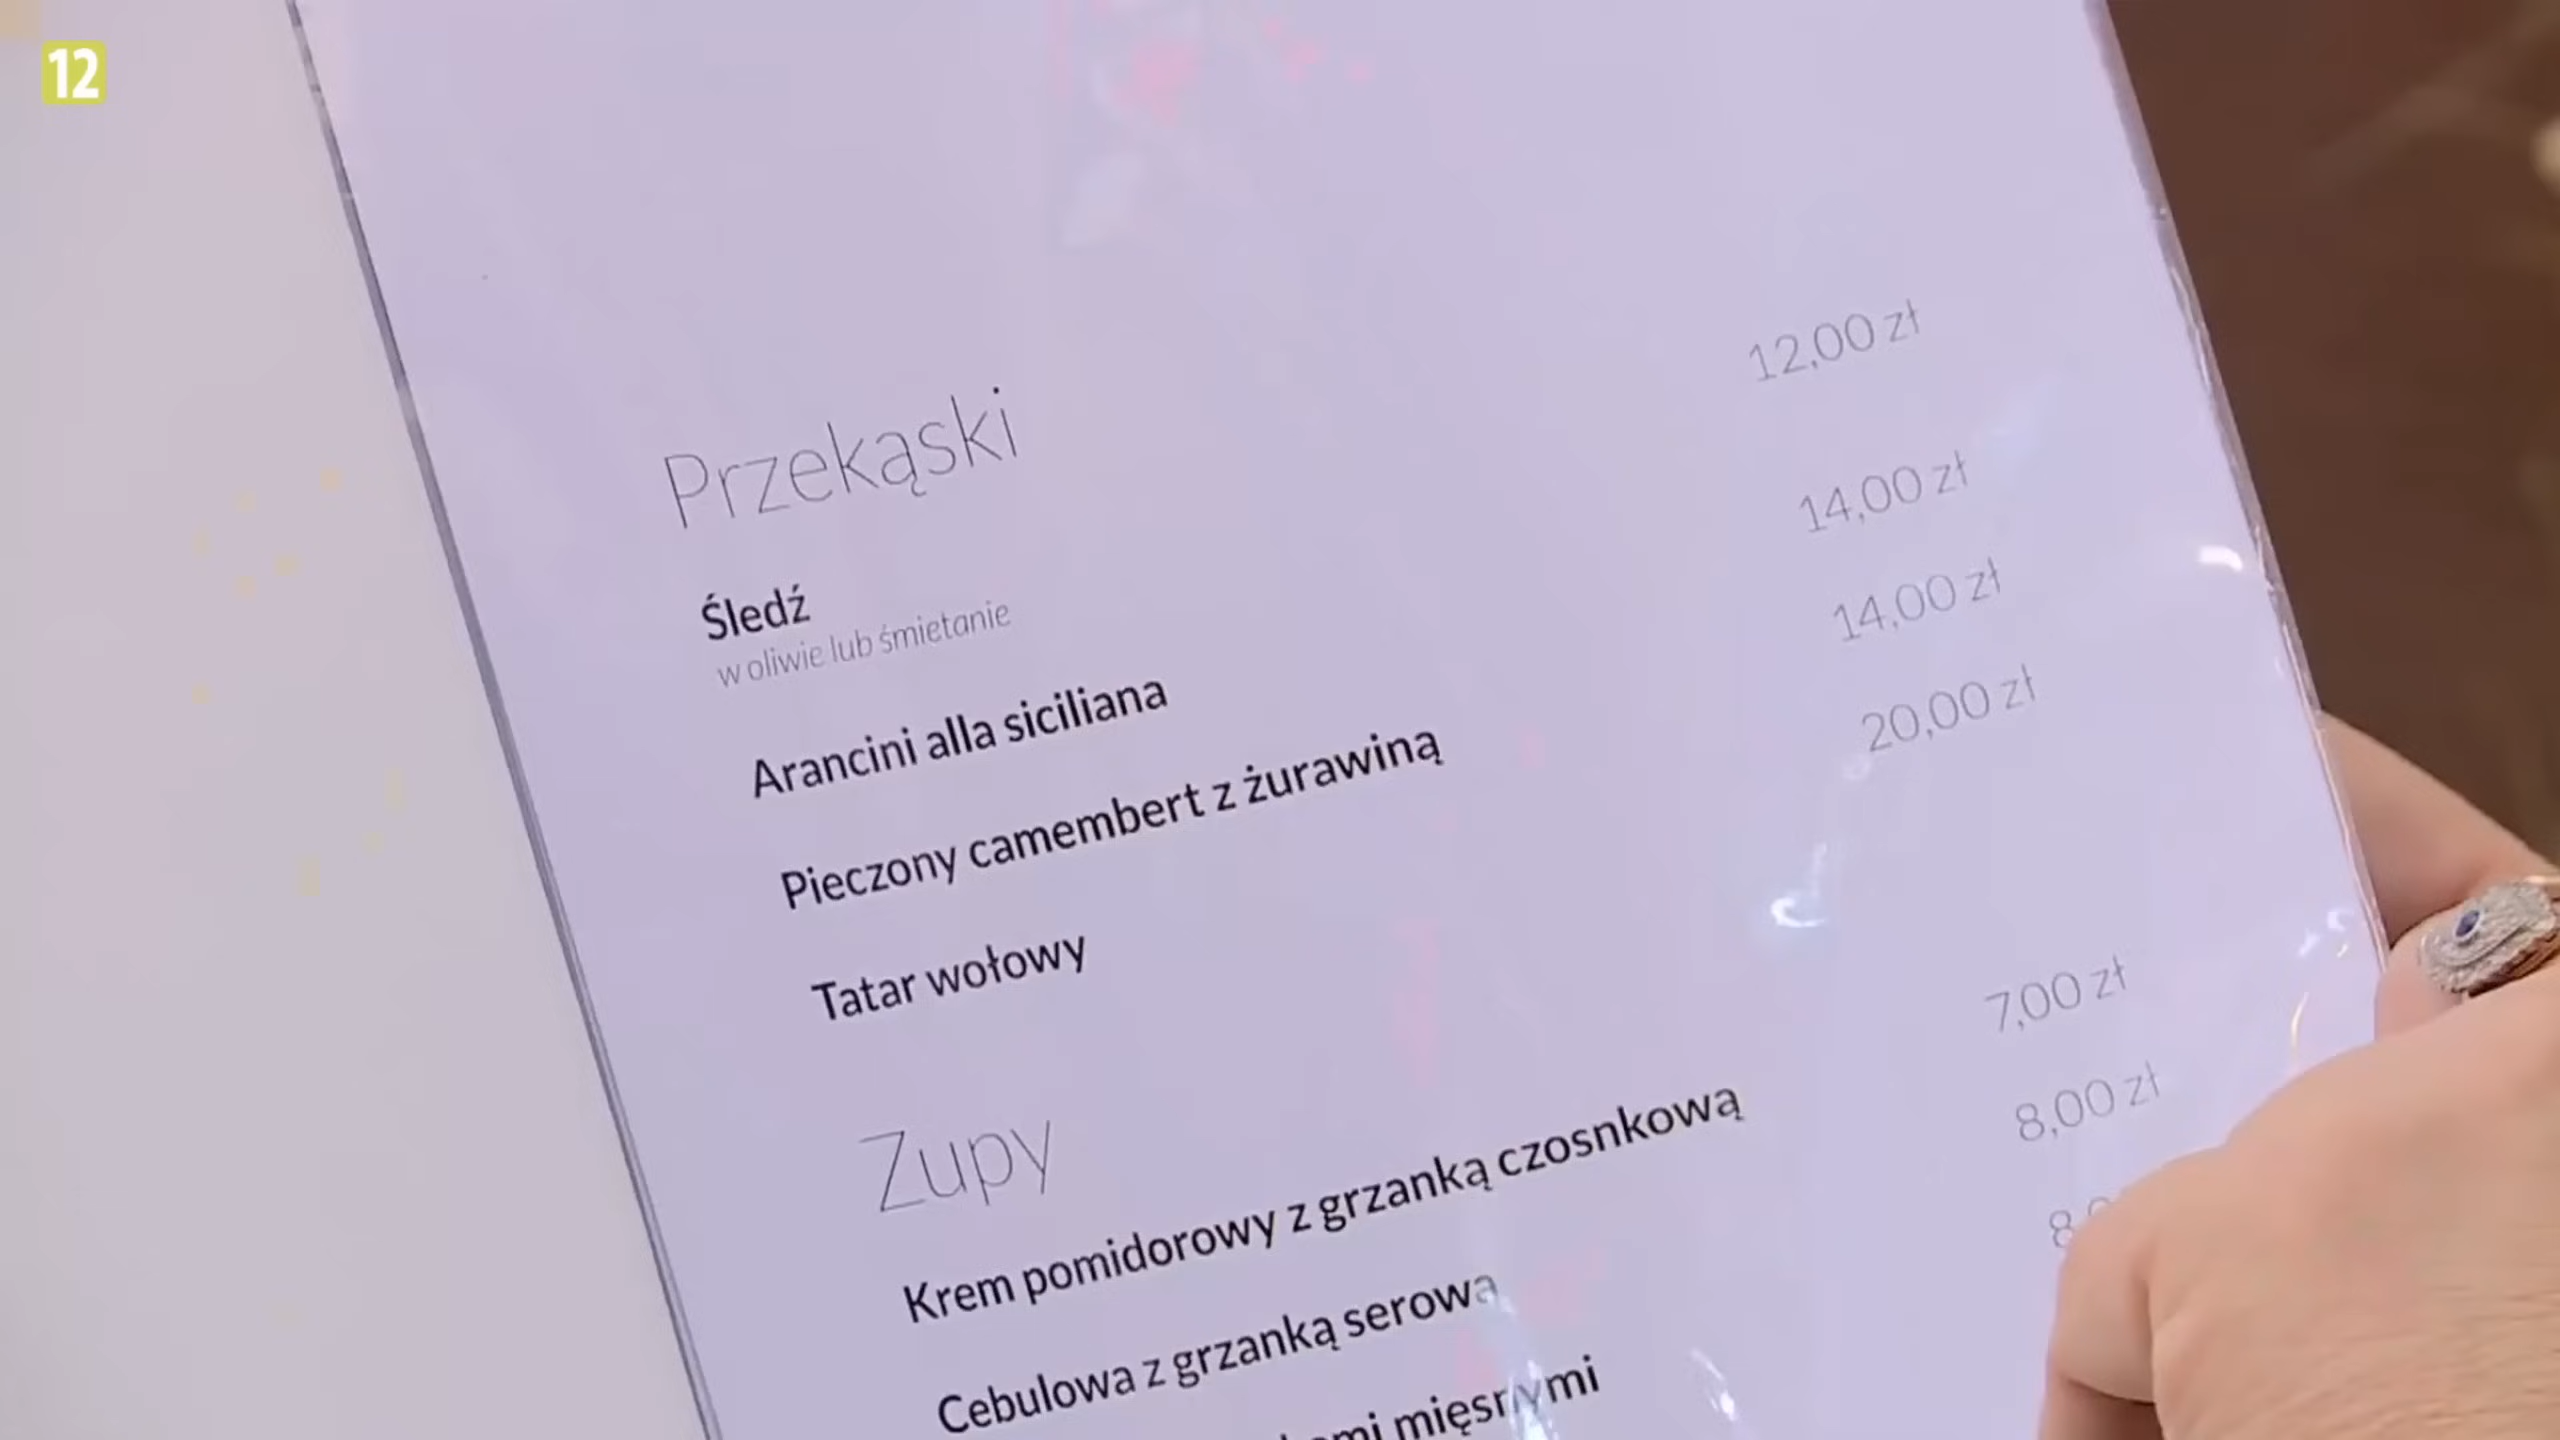 12
Przekąski
Śledź 12,00 zł
w oliwie lub śmietanie
Arancini alla siciliana 14,00 zł
Pieczony camembert z żurawiną 14,00 zł
Tatar wołowy 20,00 zł
Zupy
Krem pomidorowy z grzanką czosnkową 7,00 zł
Cebulowa z grzanką serową 8,00 zł
mięsnymi